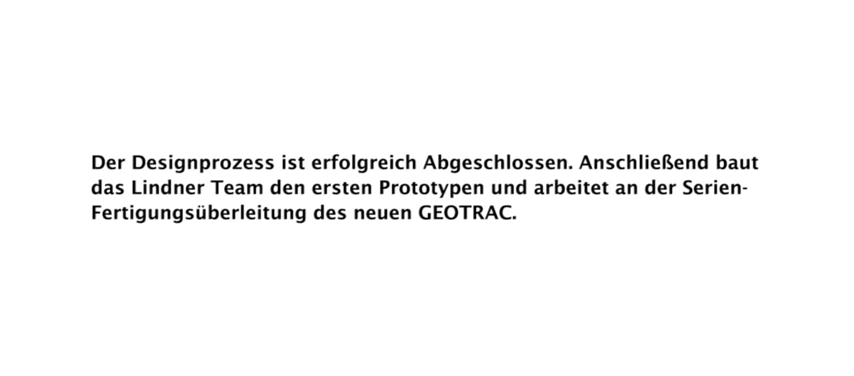 Der Designprozess ist erfolgreich Abgeschlossen. Anschließend baut
das Lindner Team den ersten Prototypen und arbeitet an der Serien-
Fertigungsüberleitung des neuen GEOTRAC.